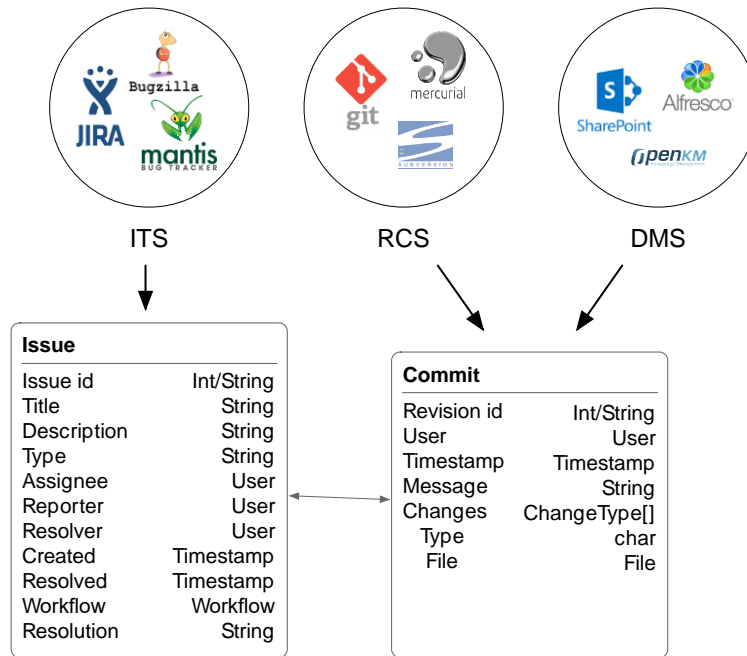 Bugzilla
JIRA
mantis
BUG TRACKER
git
mercurial
SUBVERSION
S
SharePoint
Alfresco
OpenKM
Knowledge Management
ITS
RCS
DMS
Issue
Issue id Int/String
Title String
Description String
Type String
Assignee User
Reporter User
Resolver User
Created Timestamp
Resolved Timestamp
Workflow Workflow
Resolution String
Commit
Revision id Int/String
User User
Timestamp Timestamp
Message String
Changes ChangeType[]
Type char
File File